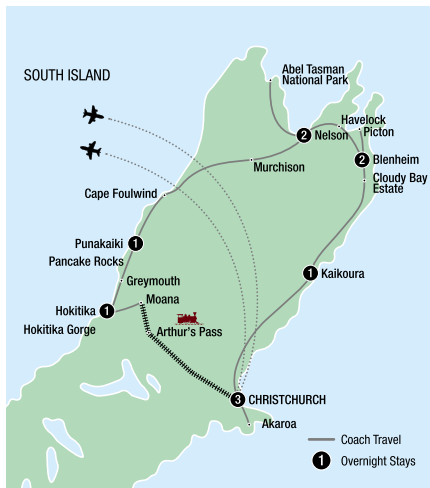 SOUTH ISLAND
Abel Tasman
National Park
Havelock
Picton
2
Nelson
2
Blenheim
Murchison
Cloudy Bay
Estate
Cape Foulwind
Punakaiki
1
Pancake Rocks
1
Kaikoura
Greymouth
Moana
Hokitika
1
Hokitika Gorge
Arthur's Pass
3
CHRISTCHURCH
Akaroa
Coach Travel
1
Overnight Stays